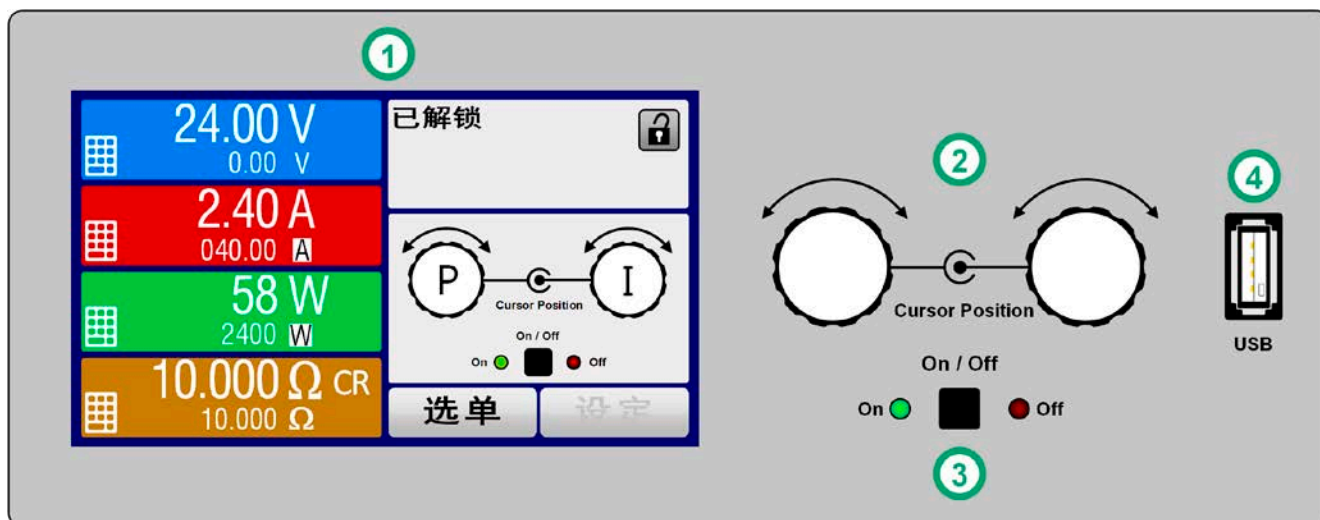 1
24.00 V
0.00 V
2.40 A
040.00 A
58 W
2400 W
10.000 Ω CR
10.000 Ω
已解锁
P
I
Cursor Position
On / Off
On
Off
选单
设定
2
Cursor Position
On / Off
On
Off
3
4
USB